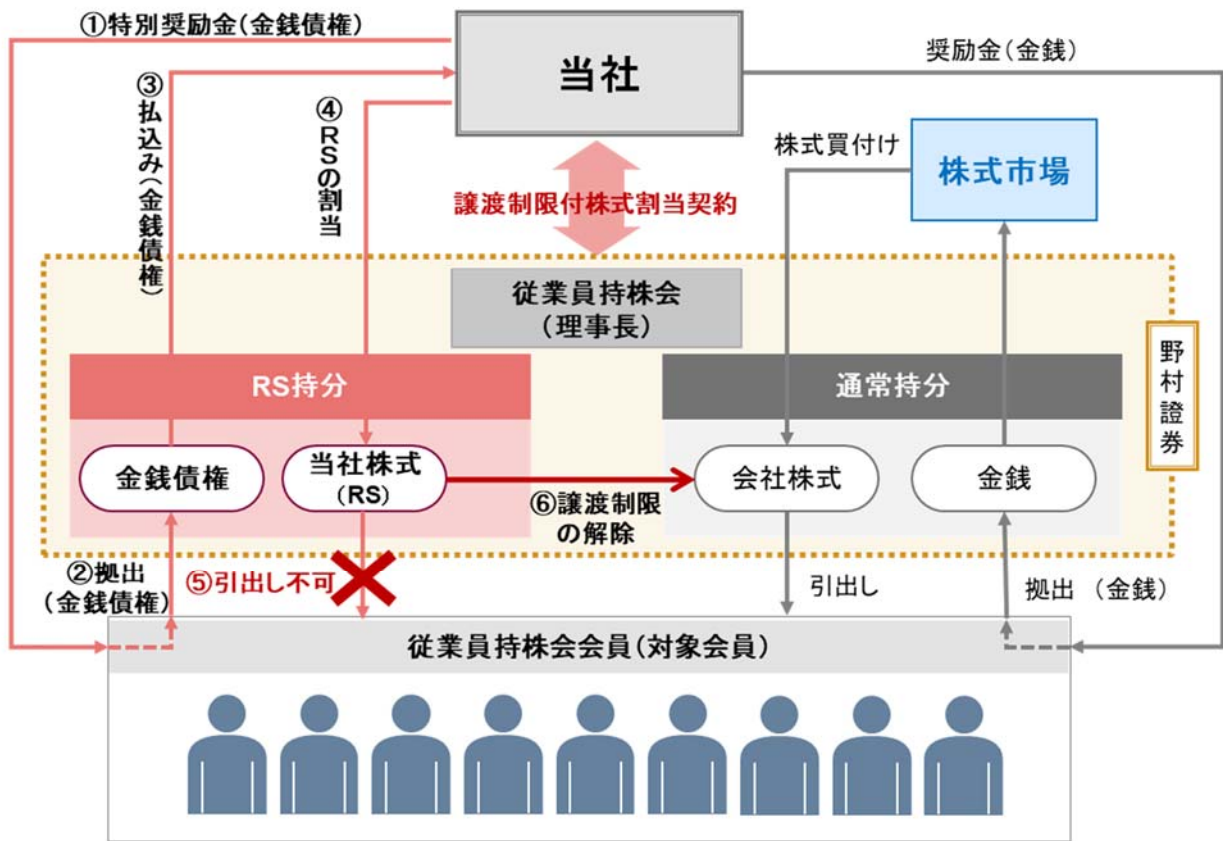 ①特別奨励金(金銭債権)
当社
奨励金(金銭)
③払込み(金銭債権)
④RSの割当
株式買付け
株式市場
譲渡制限付株式割当契約
従業員持株会
(理事長)
野村證券
RS持分
通常持分
金銭債権
当社株式
(RS)
会社株式
金銭
⑥譲渡制限
の解除
②拠出
(金銭債権)
⑤引出し不可
引出し
拠出 (金銭)
従業員持株会会員(対象会員)